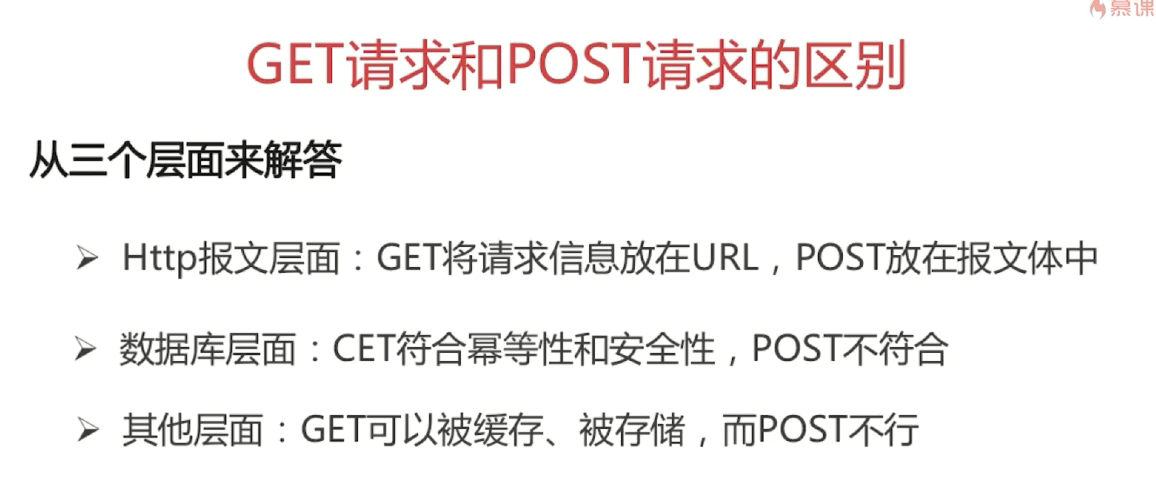 慕课
GET请求和POST请求的区别
从三个层面来解答
Http报文层面：GET将请求信息放在URL，POST放在报文体中
数据库层面：CET符合幂等性和安全性，POST不符合
其他层面：GET可以被缓存、被存储，而POST不行